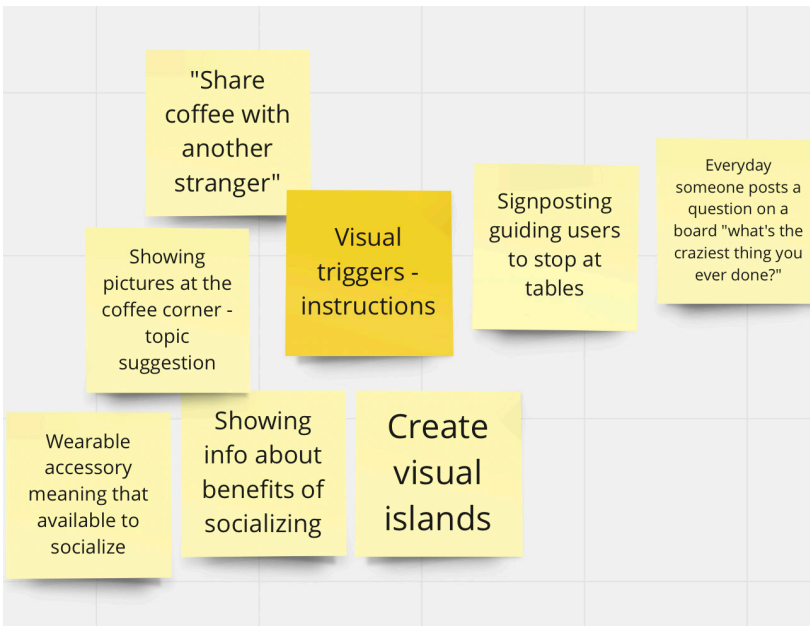 "Share
coffee with
another
stranger"
Everyday
someone posts a
question on a
board "what's the
craziest thing you
ever done?"
Signposting
guiding users
to stop at
tables
Visual
triggers -
instructions
Showing
pictures at the
coffee corner -
topic
suggestion
Showing
info about
benefits of
socializing
Create
visual
islands
Wearable
accessory
meaning that
available to
socialize